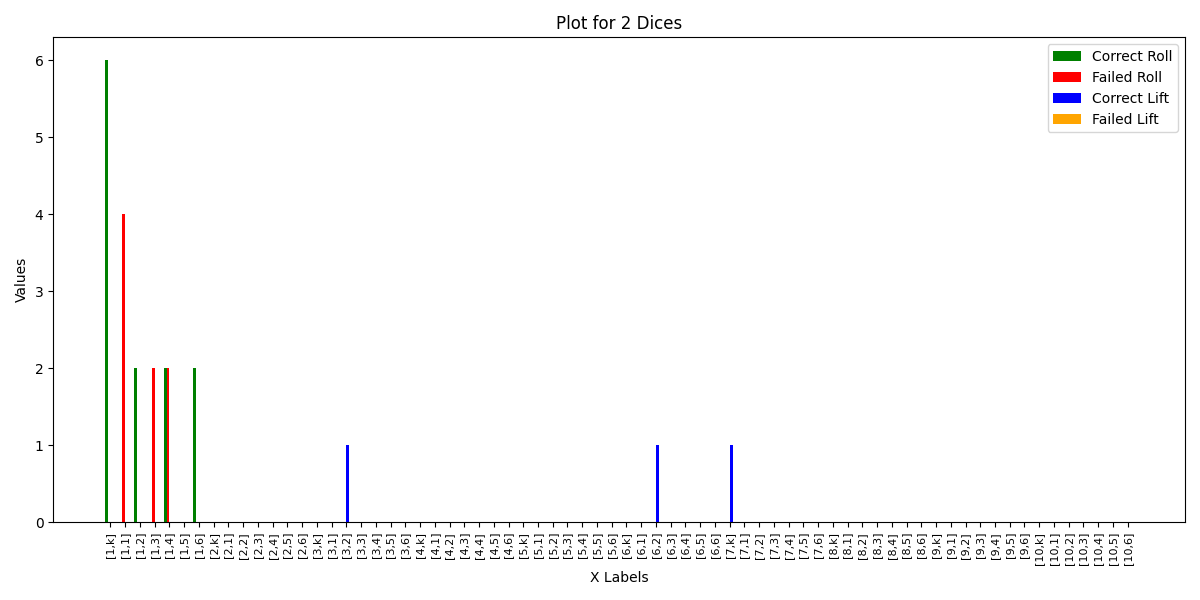 Plot for 2 Dices
Correct Roll
Failed Roll
Correct Lift
Failed Lift
6
5
4
3
2
1
0
Values
[1,k] [1,1] [1,2] [1,3] [1,4] [1,5] [1,6] [2,k] [2,1] [2,2] [2,3] [2,4] [2,5] [2,6] [3,k] [3,1] [3,2] [3,3] [3,4] [3,5] [3,6] [4,k] [4,1] [4,2] [4,3] [4,4] [4,5] [4,6] [5,k] [5,1] [5,2] [5,3] [5,4] [5,5] [5,6] [6,k] [6,1] [6,2] [6,3] [6,4] [6,5] [6,6] [7,k] [7,1] [7,2] [7,3] [7,4] [7,5] [7,6] [8,k] [8,1] [8,2] [8,3] [8,4] [8,5] [8,6] [9,k] [9,1] [9,2] [9,3] [9,4] [9,5] [9,6] [10,k] [10,1] [10,2] [10,3] [10,4] [10,5] [10,6]
X Labels